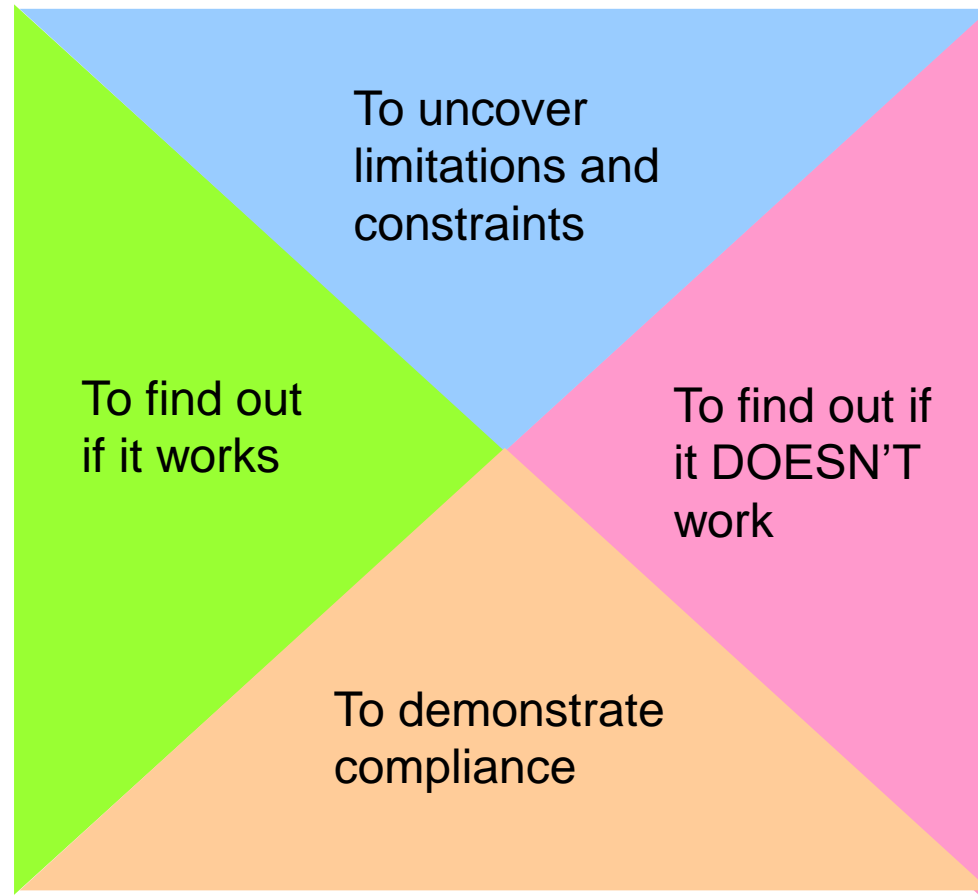 To uncover
limitations and
constraints
To find out
if it works
To find out if
it DOESN’T
work
To demonstrate
compliance